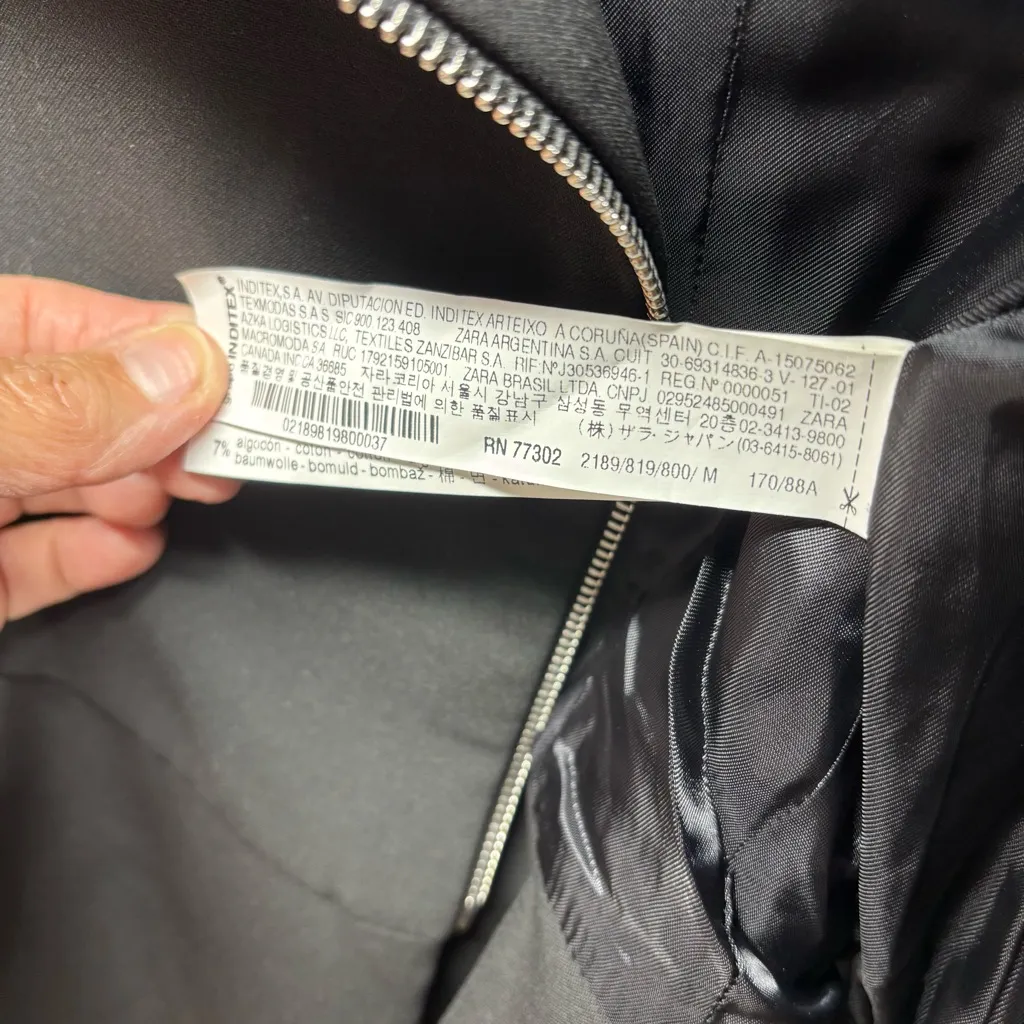 INDITEX®
INDITEX,S.A. AV. DIPUTACION ED. INDITEX ARTEIXO A CORUÑA(SPAIN) C.I.F. A-15075062
TEXMODAS S.A.S SIC 900.123.408 ZARA ARGENTINA S.A. CUIT 30-69314836-3 V- 127 -01
AZKA LOGISTICS LLC, TEXTILES ZANZIBAR S.A. RIF:Nº J30536946-1 REG.Nº 0000051 TI-02
MACROMODA SA RUC 1792159105001. ZARA BRASIL LTDA, CNPJ 02952485000491 ZARA
CANADA INC CA 36685 자라코리아 서울시 강남구 삼성동 무역센터 20층 02-3413-9800
품질경영 및 공산품안전 관리법에 의한 품질표시 (株) ザラ・ジャパン (03-6415-8061)
02189819800037 RN 77302 2189/819/800/ M 170/88A
7% algodón - coton -
baumwolle - bomuld - bombaž - 棉 -